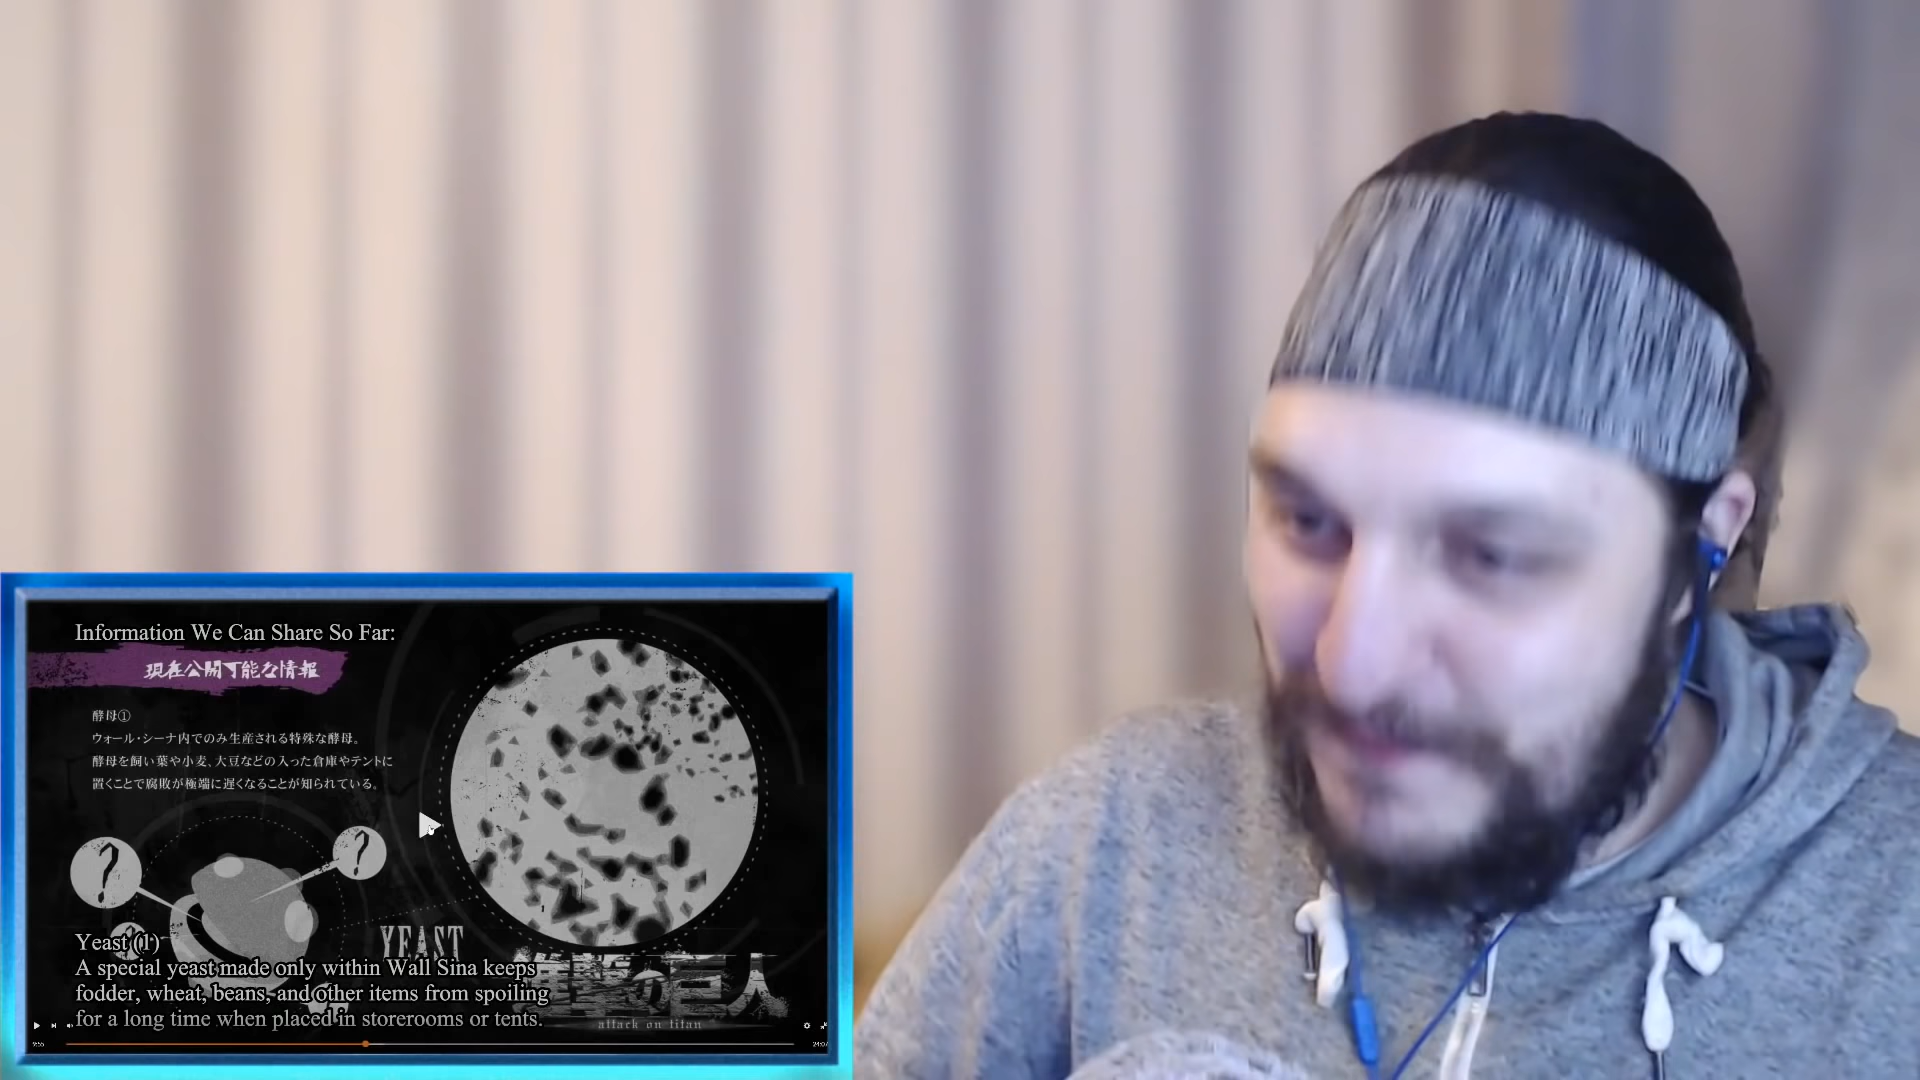 Information We Can Share So Far:
現在公開可能な情報
酵母①
ウォール・シーナ内でのみ生産される特殊な酵母。
酵母を飼い葉や小麦、大豆などの入った倉庫やテントに
置くことで腐敗が極端に遅くなることが知られている。
?
?
YEAST
Yeast (1)
A special yeast made only within Wall Sina keeps
fodder, wheat, beans, and other items from spoiling
for a long time when placed in storerooms or tents.
進撃の巨人
attack on titan
9:55
24:07